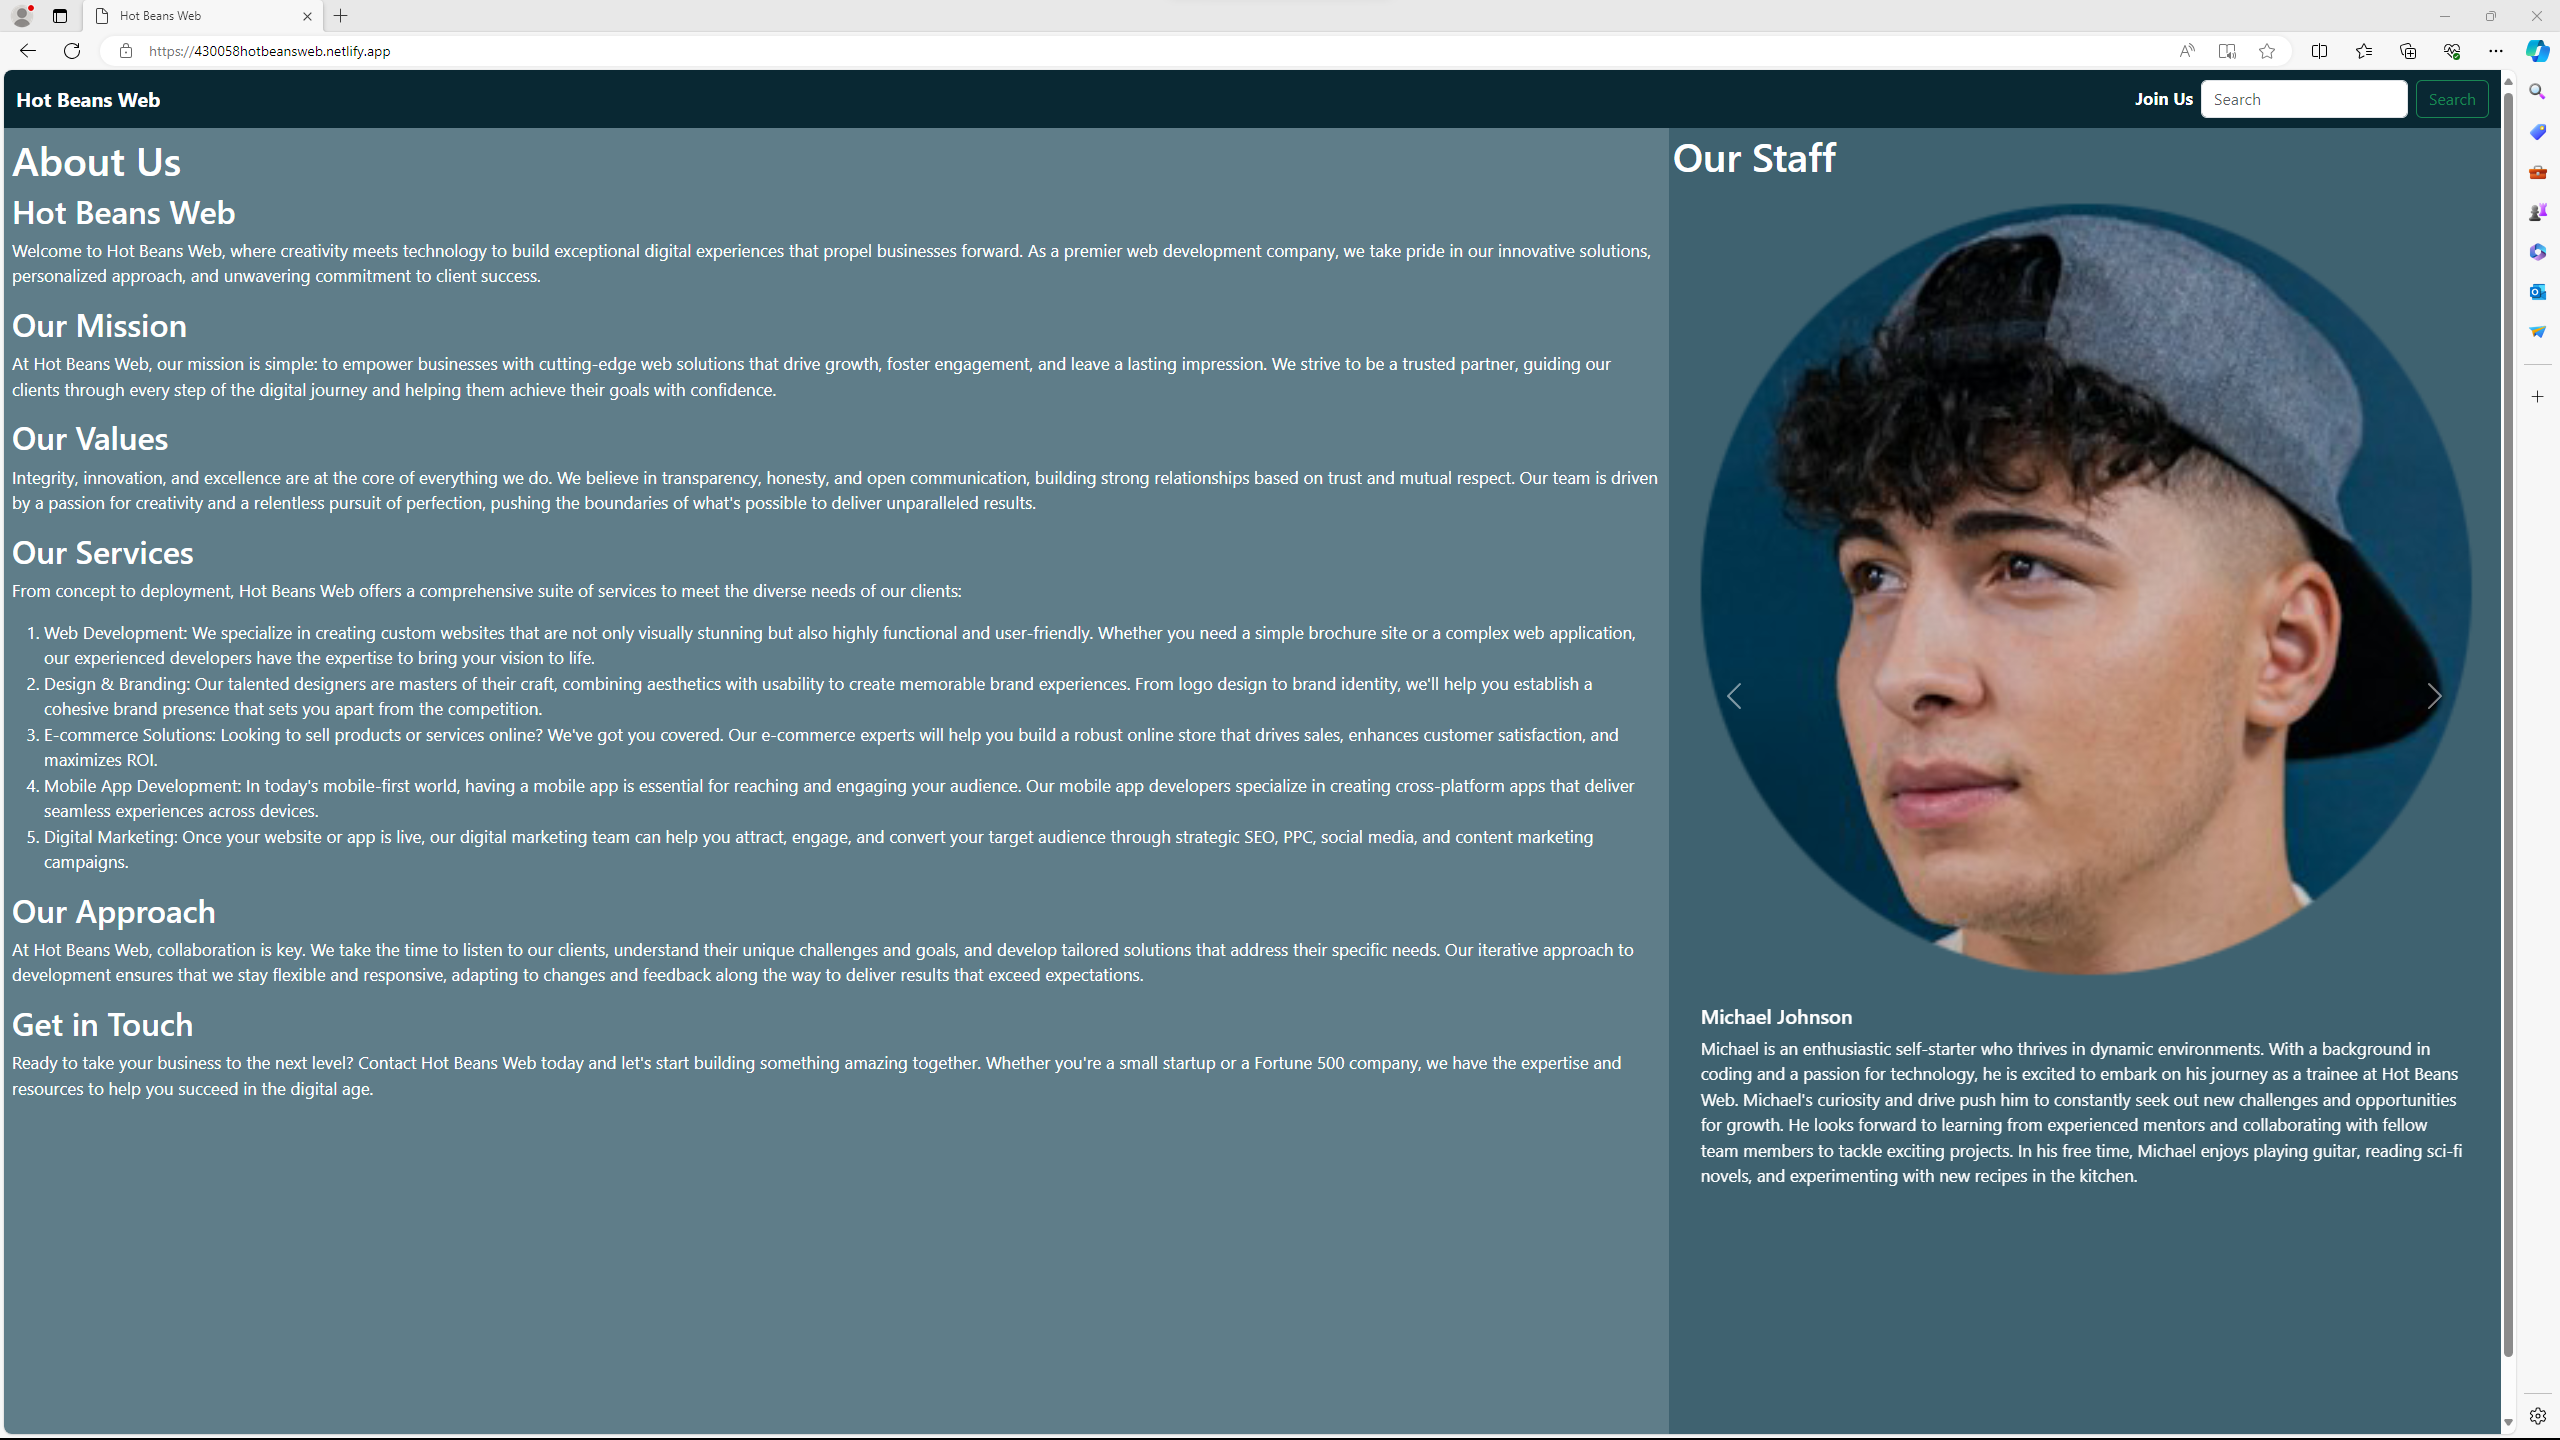 Hot Beans Web
https://430058hotbeansweb.netlify.app
Hot Beans Web
Join Us
Search
Search
About Us
Hot Beans Web
Welcome to Hot Beans Web, where creativity meets technology to build exceptional digital experiences that propel businesses forward. As a premier web development company, we take pride in our innovative solutions,
personalized approach, and unwavering commitment to client success.
Our Mission
At Hot Beans Web, our mission is simple: to empower businesses with cutting-edge web solutions that drive growth, foster engagement, and leave a lasting impression. We strive to be a trusted partner, guiding our
clients through every step of the digital journey and helping them achieve their goals with confidence.
Our Values
Integrity, innovation, and excellence are at the core of everything we do. We believe in transparency, honesty, and open communication, building strong relationships based on trust and mutual respect. Our team is driven
by a passion for creativity and a relentless pursuit of perfection, pushing the boundaries of what's possible to deliver unparalleled results.
Our Services
From concept to deployment, Hot Beans Web offers a comprehensive suite of services to meet the diverse needs of our clients:
1. Web Development: We specialize in creating custom websites that are not only visually stunning but also highly functional and user-friendly. Whether you need a simple brochure site or a complex web application,
our experienced developers have the expertise to bring your vision to life.
2. Design & Branding: Our talented designers are masters of their craft, combining aesthetics with usability to create memorable brand experiences. From logo design to brand identity, we'll help you establish a
cohesive brand presence that sets you apart from the competition.
3. E-commerce Solutions: Looking to sell products or services online? We've got you covered. Our e-commerce experts will help you build a robust online store that drives sales, enhances customer satisfaction, and
maximizes ROI.
4. Mobile App Development: In today's mobile-first world, having a mobile app is essential for reaching and engaging your audience. Our mobile app developers specialize in creating cross-platform apps that deliver
seamless experiences across devices.
5. Digital Marketing: Once your website or app is live, our digital marketing team can help you attract, engage, and convert your target audience through strategic SEO, PPC, social media, and content marketing
campaigns.
Our Approach
At Hot Beans Web, collaboration is key. We take the time to listen to our clients, understand their unique challenges and goals, and develop tailored solutions that address their specific needs. Our iterative approach to
development ensures that we stay flexible and responsive, adapting to changes and feedback along the way to deliver results that exceed expectations.
Get in Touch
Ready to take your business to the next level? Contact Hot Beans Web today and let's start building something amazing together. Whether you're a small startup or a Fortune 500 company, we have the expertise and
resources to help you succeed in the digital age.
Our Staff
Michael Johnson
Michael is an enthusiastic self-starter who thrives in dynamic environments. With a background in
coding and a passion for technology, he is excited to embark on his journey as a trainee at Hot Beans
Web. Michael's curiosity and drive push him to constantly seek out new challenges and opportunities
for growth. He looks forward to learning from experienced mentors and collaborating with fellow
team members to tackle exciting projects. In his free time, Michael enjoys playing guitar, reading sci-fi
novels, and experimenting with new recipes in the kitchen.